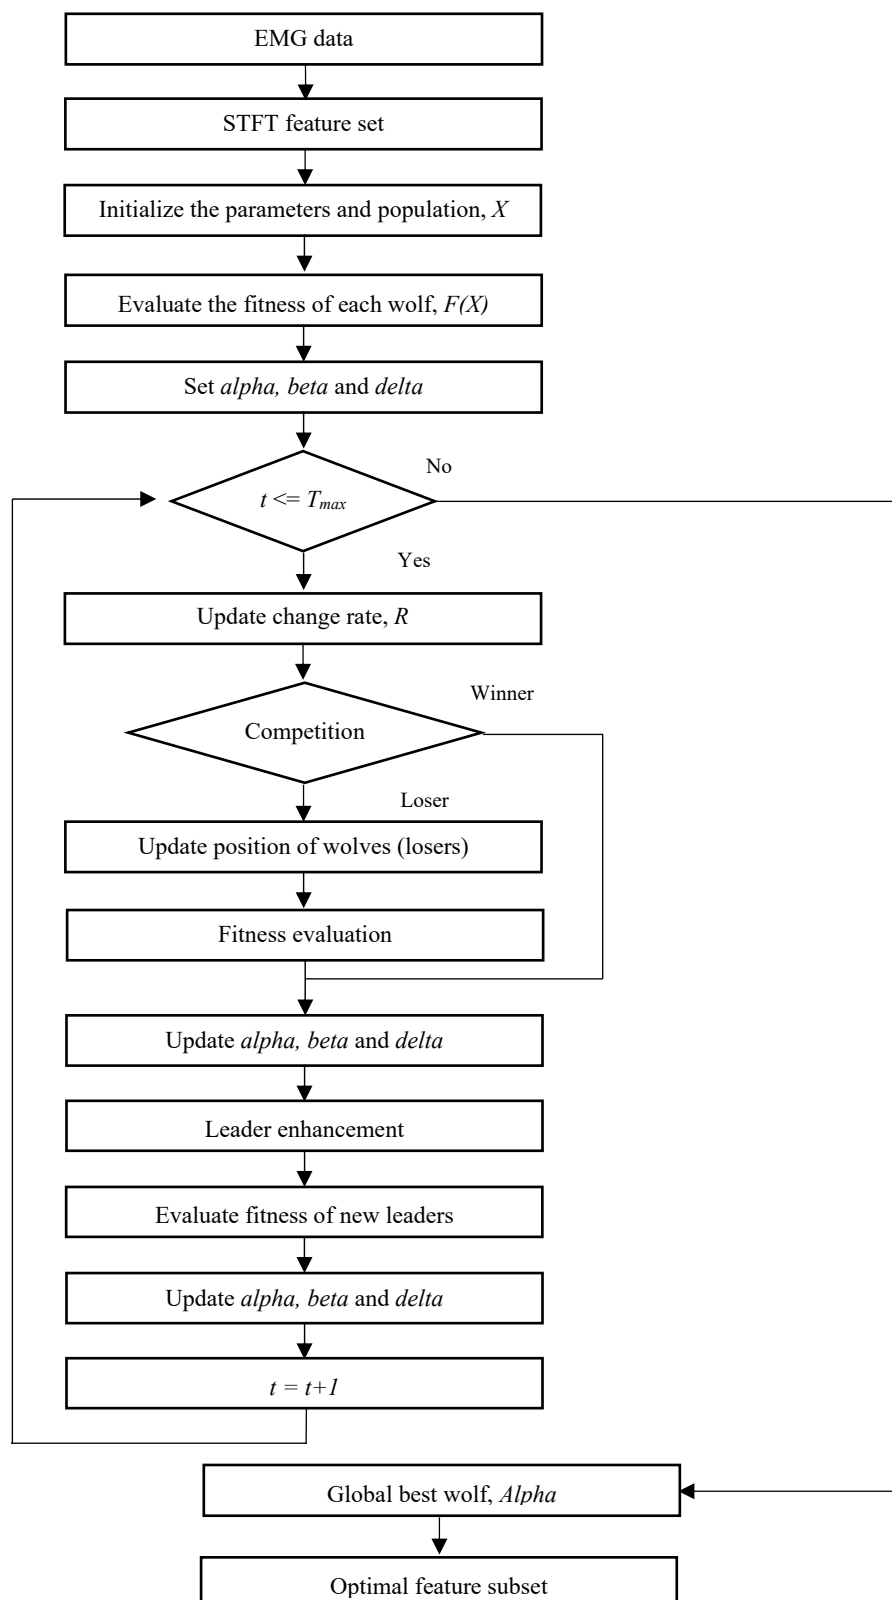 EMG data
STFT feature set
Initialize the parameters and population, X
Evaluate the fitness of each wolf, F(X)
Set alpha, beta and delta
No
t <= Tmax
Yes
Update change rate, R
Winner
Competition
Loser
Update position of wolves (losers)
Fitness evaluation
Update alpha, beta and delta
Leader enhancement
Evaluate fitness of new leaders
Update alpha, beta and delta
t = t+1
Global best wolf, Alpha
Optimal feature subset